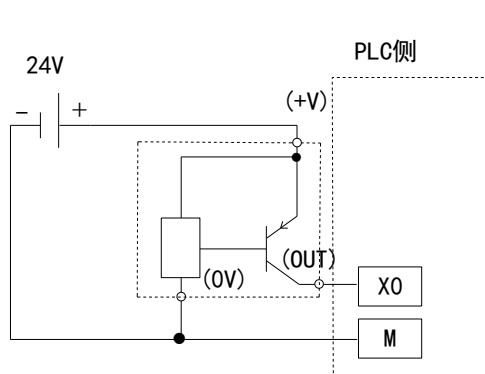 PLC侧
24V
- +
(+V)
(OUT)
(0V)
X0
M